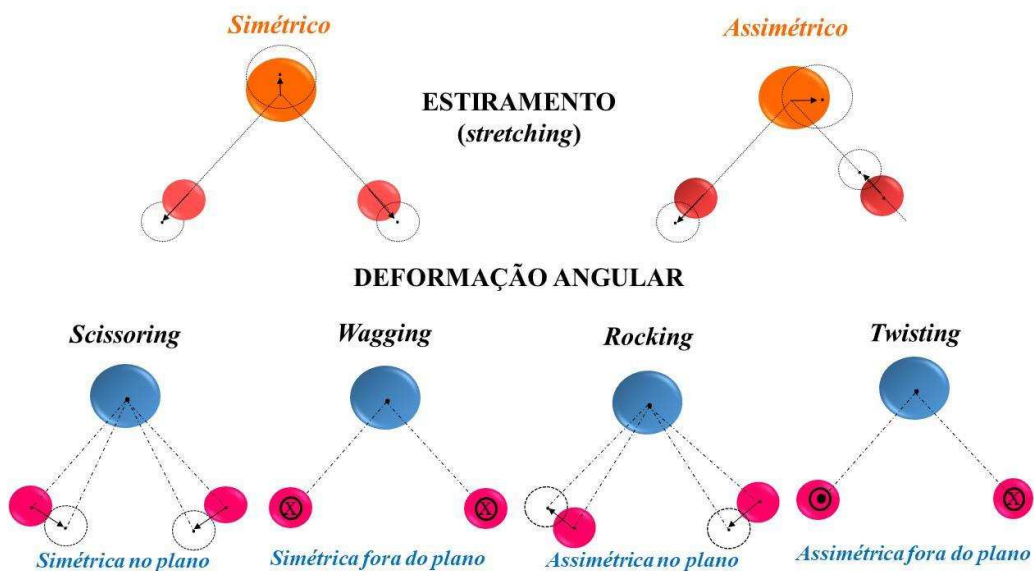 Simétrico
Assimétrico
ESTIRAMENTO
(stretching)
DEFORMAÇÃO ANGULAR
Scissoring
Wagging
Rocking
Twisting
X
X
X
Simétrica no plano
Simétrica fora do plano
Assimétrica no plano
Assimétrica fora do plano